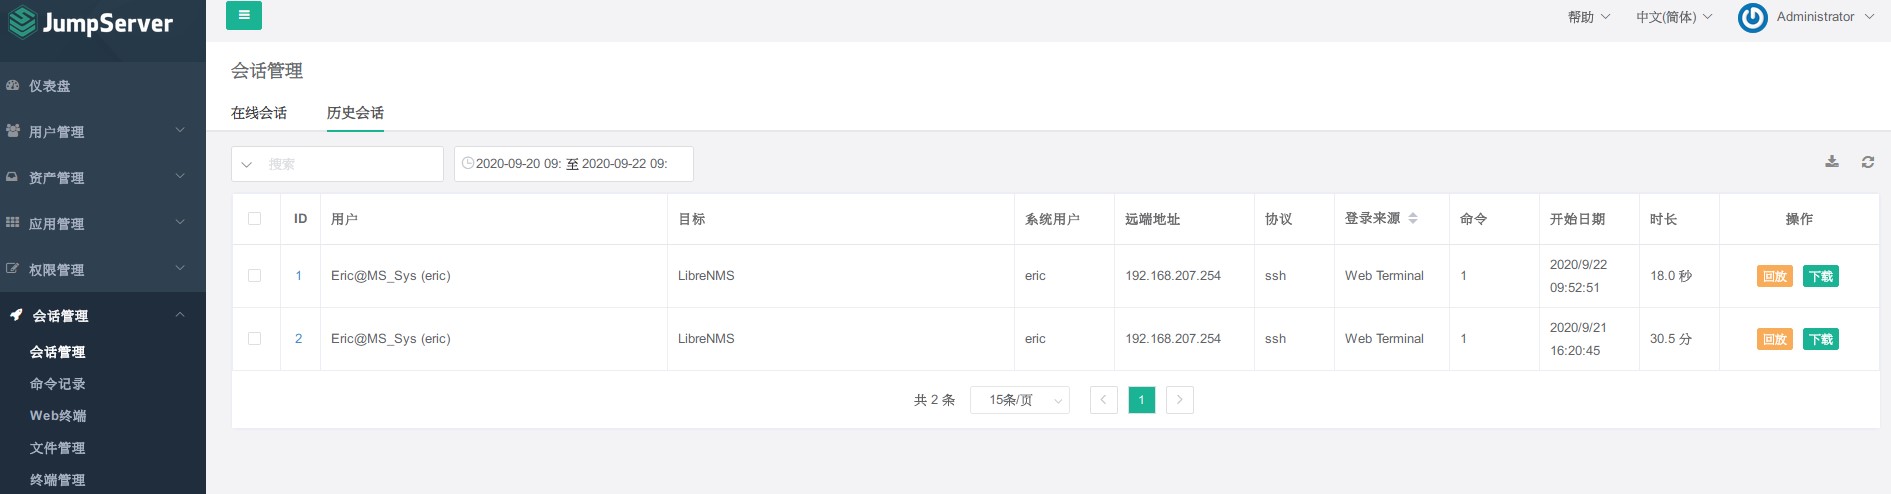 JumpServer
帮助
中文(简体)
Administrator
仪表盘
用户管理
资产管理
应用管理
权限管理
会话管理
会话管理
命令记录
Web终端
文件管理
终端管理
会话管理
在线会话 历史会话
搜索 2020-09-20 09: 至 2020-09-22 09:
ID 用户 目标 系统用户 远端地址 协议 登录来源 命令 开始日期 时长 操作
1 Eric@MS_Sys (eric) LibreNMS eric 192.168.207.254 ssh Web Terminal 1 2020/9/22 09:52:51 18.0 秒 回放 下载
2 Eric@MS_Sys (eric) LibreNMS eric 192.168.207.254 ssh Web Terminal 1 2020/9/21 16:20:45 30.5 分 回放 下载
共 2 条 15条/页 1